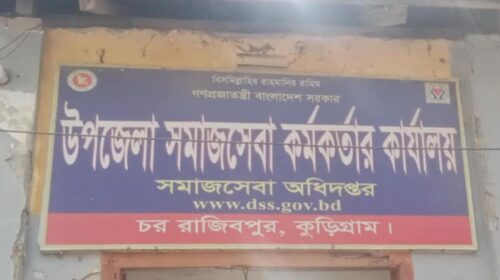 বিসমিল্লাহির রাহমানির রাহিম
গণপ্রজাতন্ত্রী বাংলাদেশ সরকার
উপজেলা সমাজসেবা কর্মকর্তার কার্যালয়
সমাজসেবা অধিদপ্তর
www.dss.gov.bd
চর রাজিবপুর, কুড়িগ্রাম।